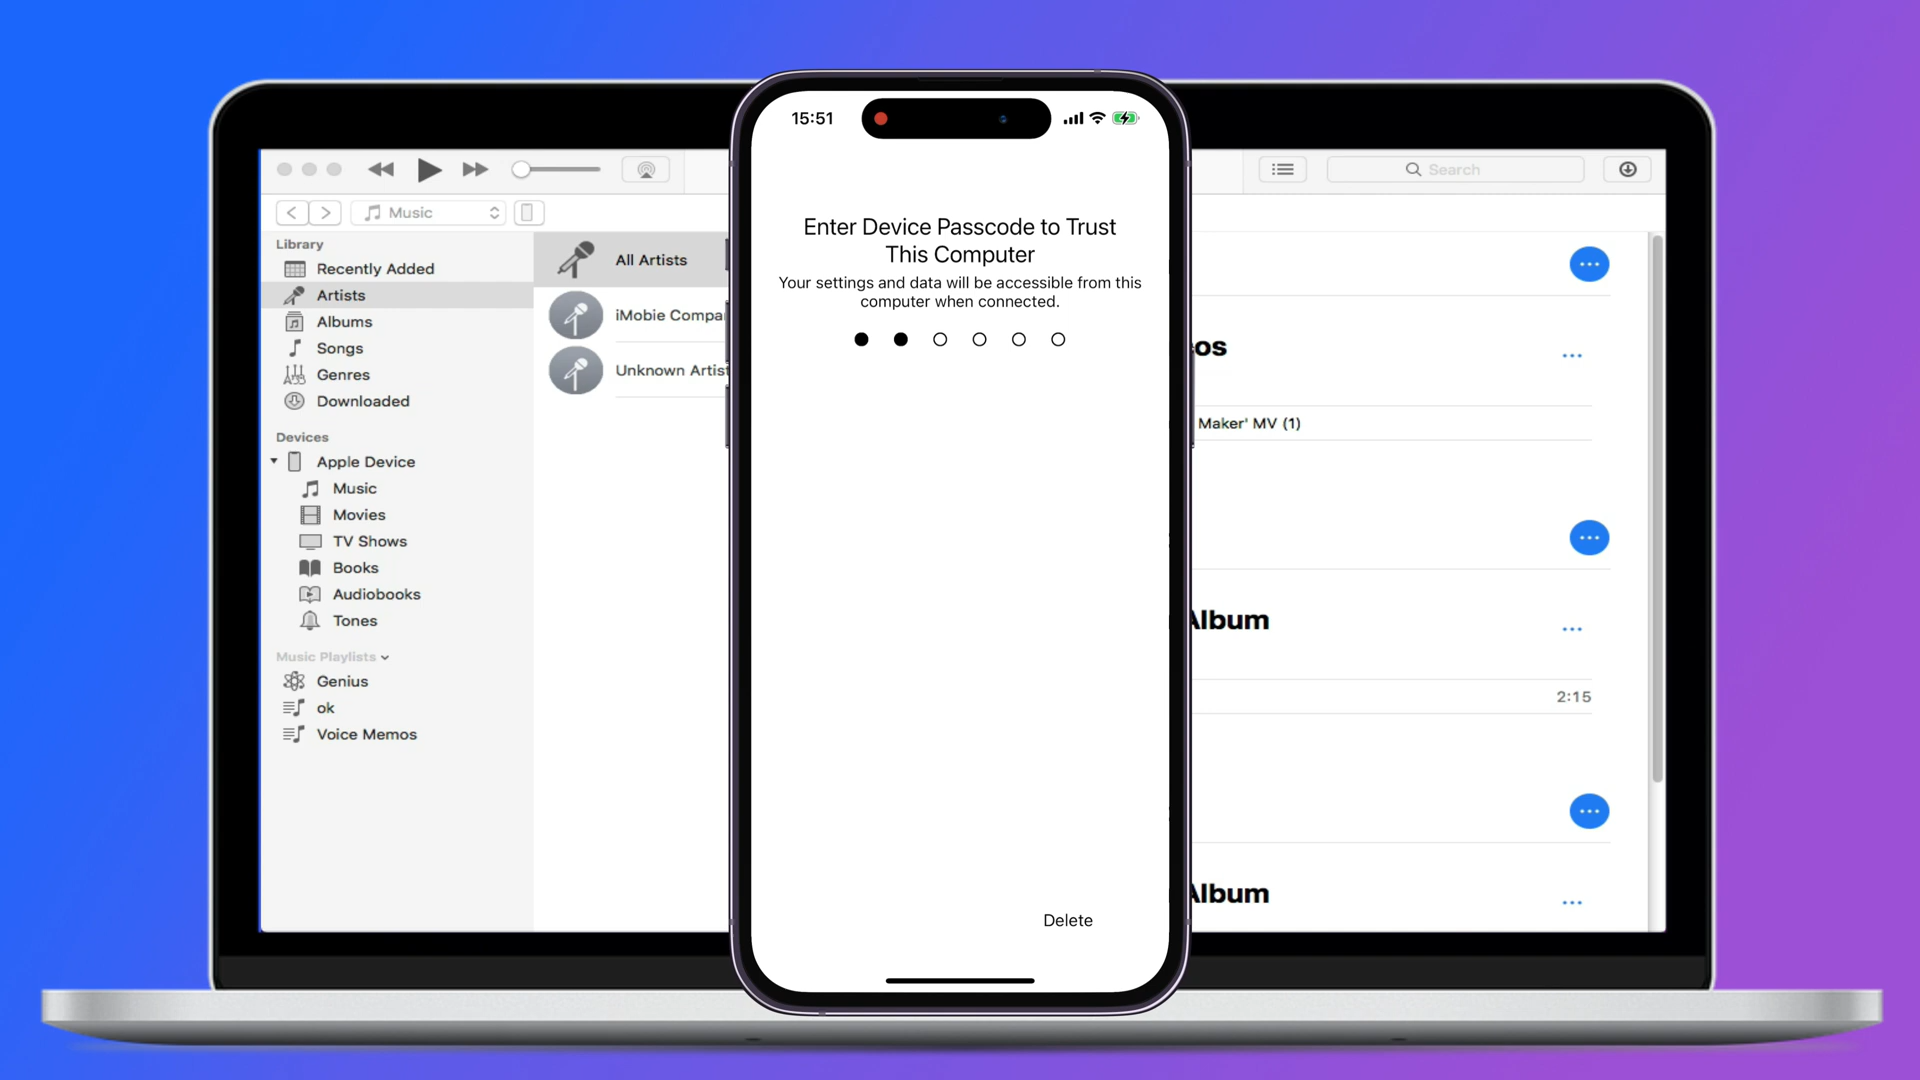 15:51
Enter Device Passcode to Trust
This Computer
Your settings and data will be accessible from this
computer when connected.
Delete
Music
Search
Library
Recently Added
Artists
Albums
Songs
Genres
Downloaded
Devices
Apple Device
Music
Movies
TV Shows
Books
Audiobooks
Tones
Music Playlists
Genius
ok
Voice Memos
All Artists
iMobie Compa
Unknown Artist
os
Maker' MV (1)
Album
2:15
Album